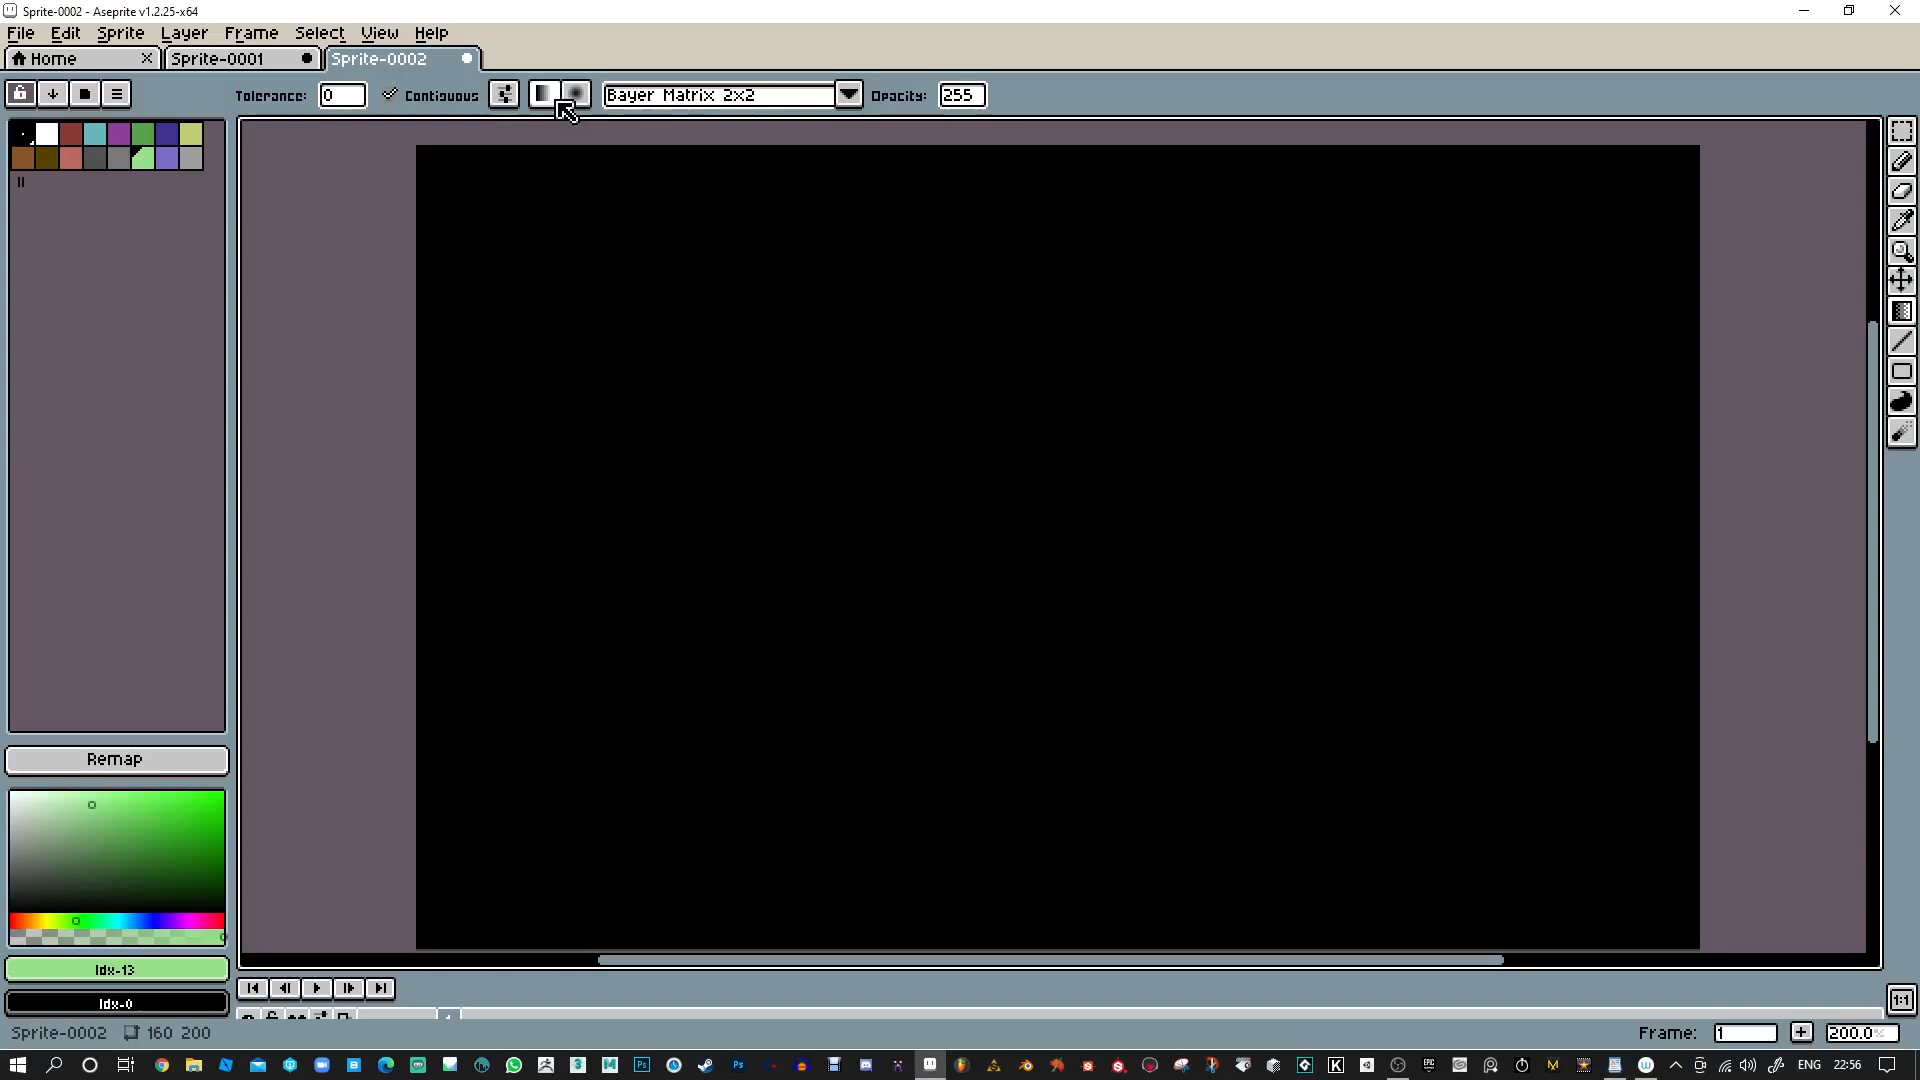 Sprite-0002 - Aseprite v1.2.25-x64
File Edit Sprite Layer Frame Select View Help
Home Sprite-0001 Sprite-0002
Tolerance: 0 Contiguous Bayer Matrix 2x2 Opacity: 255
Remap
Idx-13
Idx-0
1:1
Sprite-0002 160 200 Frame: 1 + 200.0
ENG 22:56